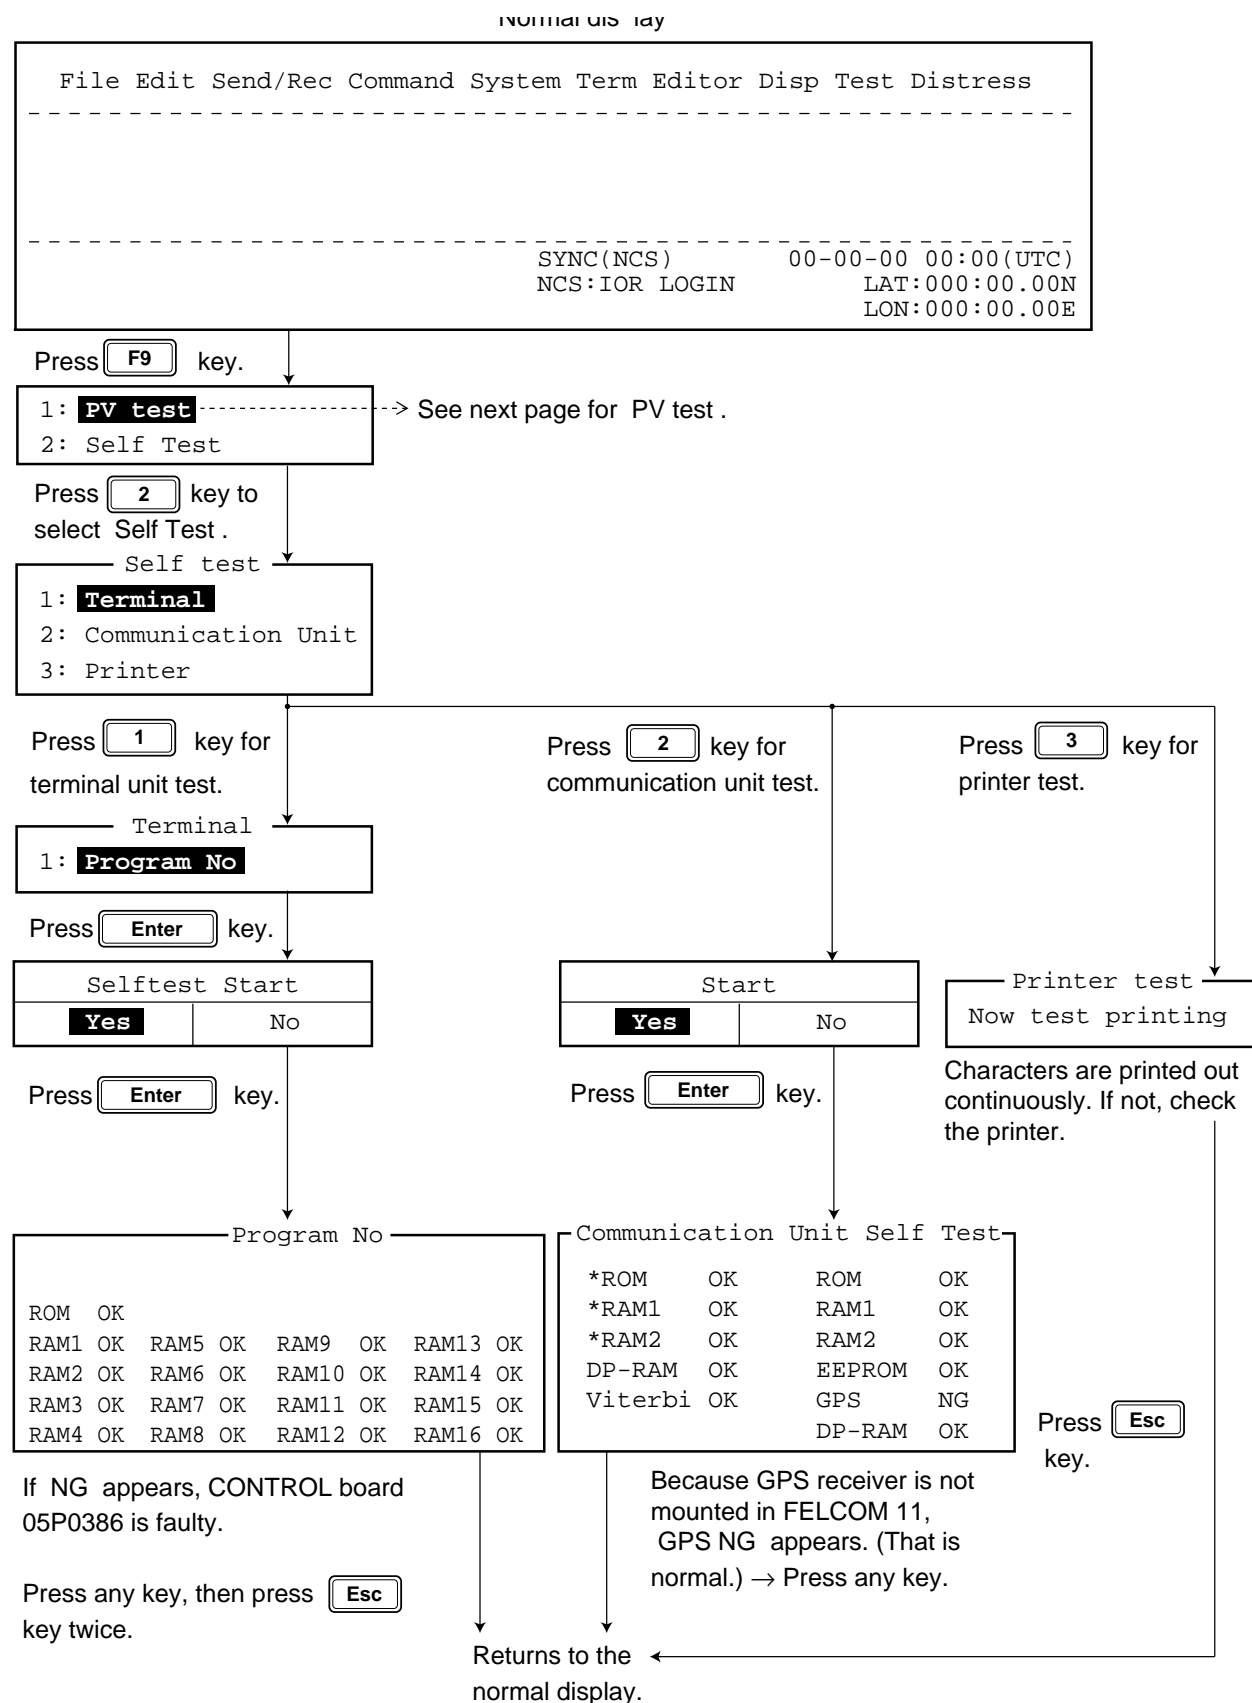 Normal dis lay
File Edit Send/Rec Command System Term Editor Disp Test Distress
SYNC(NCS) 00-00-00 00:00(UTC)
NCS:IOR LOGIN LAT:000:00.00N
LON:000:00.00E
Press F9 key.
1: PV test See next page for PV test .
2: Self Test
Press 2 key to
select Self Test .
Self test
1: Terminal
2: Communication Unit
3: Printer
Press 1 key for
terminal unit test.
Press 2 key for
communication unit test.
Press 3 key for
printer test.
Terminal
1: Program No
Press Enter key.
Selftest Start
Yes No
Start
Yes No
Printer test
Now test printing
Press Enter key.
Press Enter key.
Characters are printed out
continuously. If not, check
the printer.
Program No
ROM OK
RAM1 OK RAM5 OK RAM9 OK RAM13 OK
RAM2 OK RAM6 OK RAM10 OK RAM14 OK
RAM3 OK RAM7 OK RAM11 OK RAM15 OK
RAM4 OK RAM8 OK RAM12 OK RAM16 OK
Communication Unit Self Test
*ROM OK ROM OK
*RAM1 OK RAM1 OK
*RAM2 OK RAM2 OK
DP-RAM OK EEPROM OK
Viterbi OK GPS NG
DP-RAM OK
Press Esc
key.
If NG appears, CONTROL board
05P0386 is faulty.
Press any key, then press Esc
key twice.
Because GPS receiver is not
mounted in FELCOM 11,
GPS NG appears. (That is
normal.) → Press any key.
Returns to the
normal display.